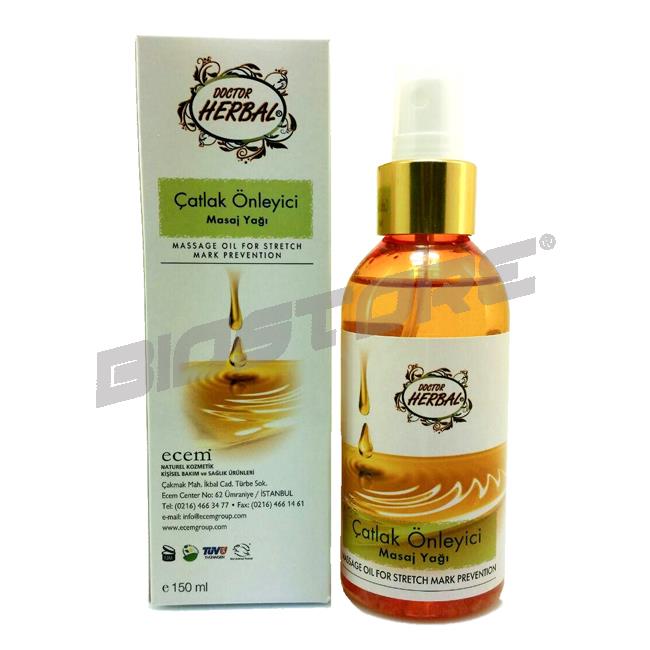 DOCTOR
HERBAL
Çatlak Önleyici
Masaj Yağı
MASSAGE OIL FOR STRETCH
MARK PREVENTION
ecem
NATUREL KOZMETİK
KİŞİSEL BAKIM ve SAĞLIK ÜRÜNLERİ
Çakmak Mah. İkbal Cad. Türbe Sok.
Ecem Center No: 62 Ümraniye / İSTANBUL
Tel: (0216) 466 34 77 • Fax: (0216) 466 14 61
e-mail: info@ecemgroup.com
www.ecemgroup.com
TÜV
e 150 ml
DOCTOR
HERBAL
Çatlak Önleyici
Masaj Yağı
MASSAGE OIL FOR STRETCH MARK PREVENTION
BIOSTORE®